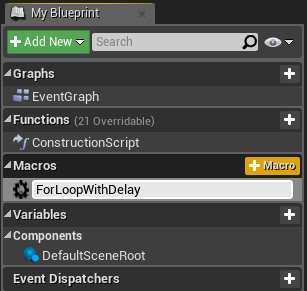 My Blueprint
Add New
Search
Graphs
EventGraph
Functions (21 Overridable)
ConstructionScript
Macros
Macro
ForLoopWithDelay
Variables
Components
DefaultSceneRoot
Event Dispatchers